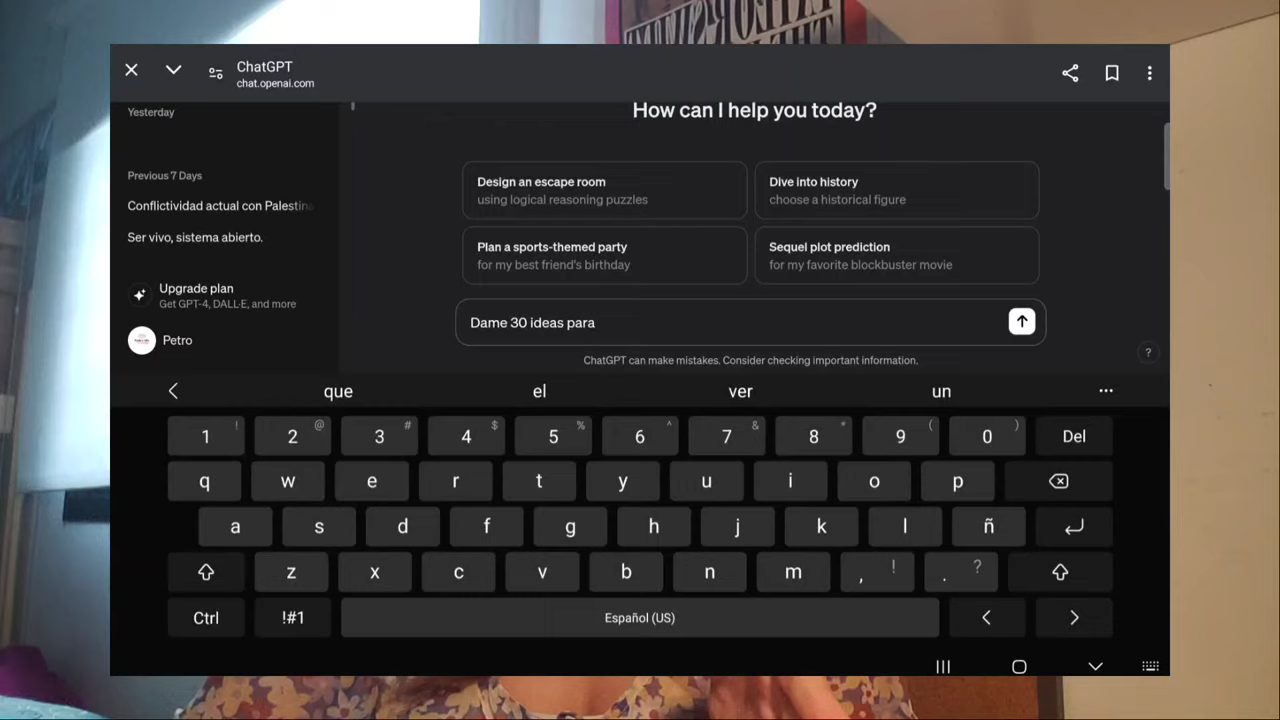 ChatGPT
chat.openai.com
Yesterday
Previous 7 Days
Conflictividad actual con Palestina
Ser vivo, sistema abierto.
Upgrade plan
Get GPT-4, DALL·E, and more
Petro
How can I help you today?
Design an escape room
using logical reasoning puzzles
Dive into history
choose a historical figure
Plan a sports-themed party
for my best friend's birthday
Sequel plot prediction
for my favorite blockbuster movie
Dame 30 ideas para
ChatGPT can make mistakes. Consider checking important information.
?
que el ver un ...
1 ! 2 @ 3 # 4 $ 5 % 6 ^ 7 & 8 * 9 ( 0 ) Del
q w e r t y u i o p
a s d f g h j k l ñ
z x c v b n m , ! . ?
Ctrl !#1 Español (US) < >